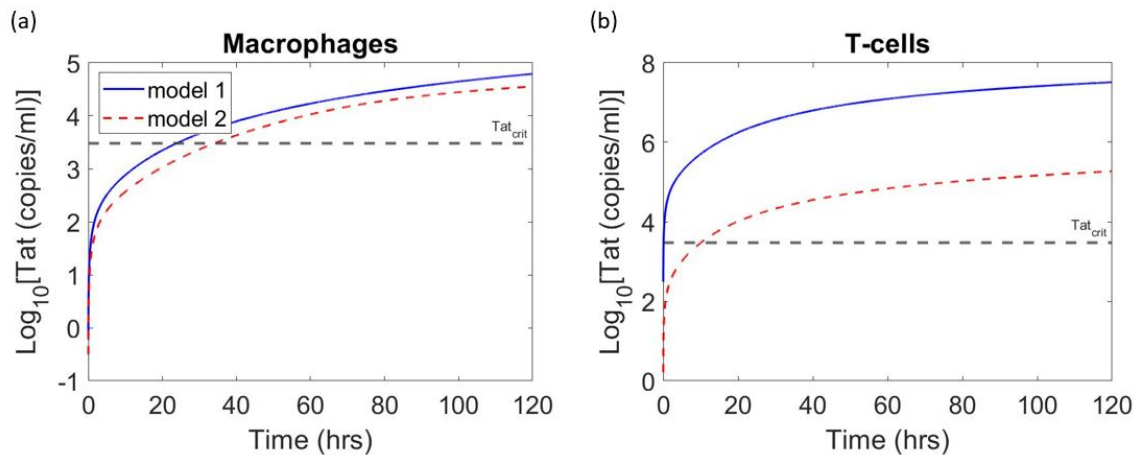 (a)
Macrophages
Log10[Tat (copies/ml)]
5
4
3
2
1
0
-1
model 1
model 2
Tatcrit
0 20 40 60 80 100 120
Time (hrs)
(b)
T-cells
Log10[Tat (copies/ml)]
8
6
4
2
0
Tatcrit
0 20 40 60 80 100 120
Time (hrs)